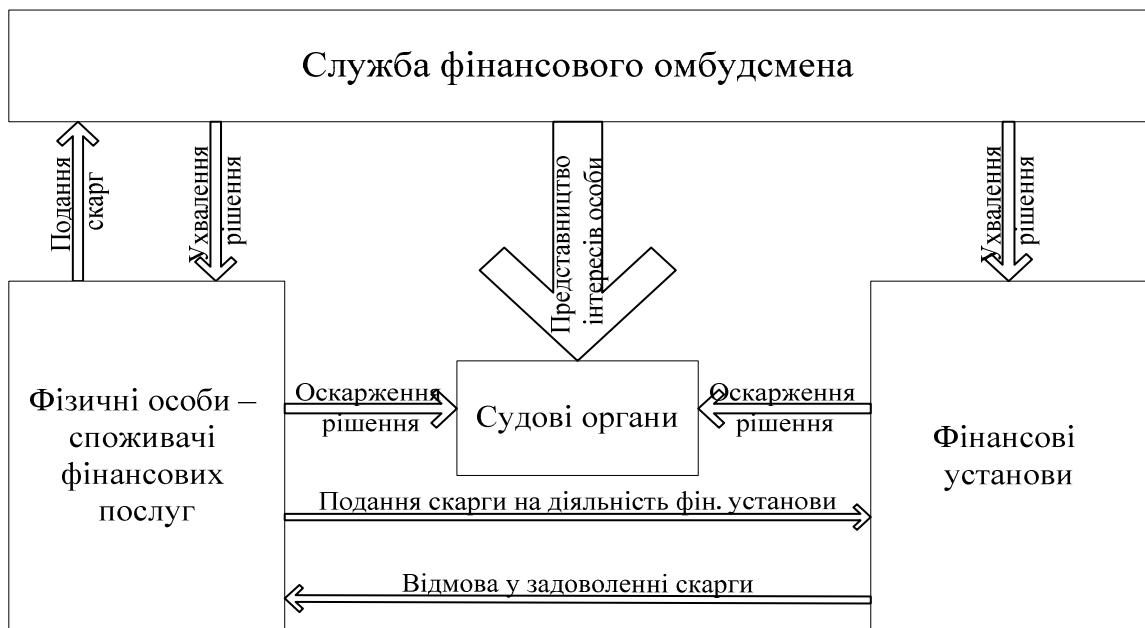 Служба фінансового омбудсмена
Подання
скарг
Ухвалення
рішення
Представництво
інтересів особи
Ухвалення
рішення
Фізичні особи –
споживачі
фінансових
послуг
Оскарження
рішення
Судові органи
Оскарження
рішення
Фінансові
установи
Подання скарги на діяльність фін. установи
Відмова у задоволенні скарги